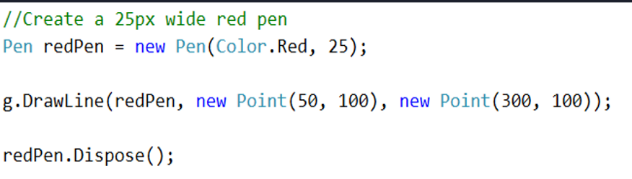 //Create a 25px wide red pen
Pen redPen = new Pen(Color.Red, 25);
g.DrawLine(redPen, new Point(50, 100), new Point(300, 100));
redPen.Dispose();